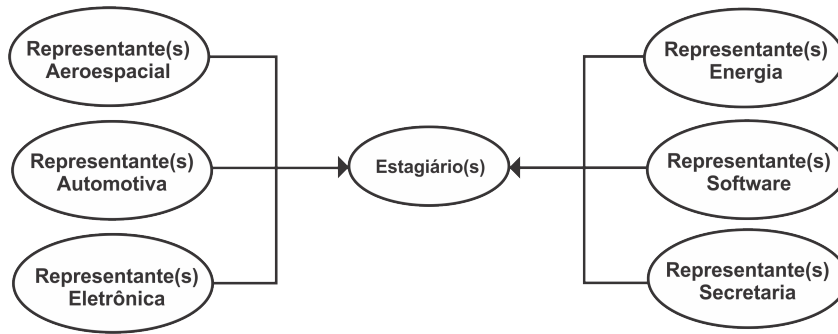 Representante(s)
Aeroespacial
Representante(s)
Automotiva
Representante(s)
Eletrônica
Estagiário(s)
Representante(s)
Energia
Representante(s)
Software
Representante(s)
Secretaria